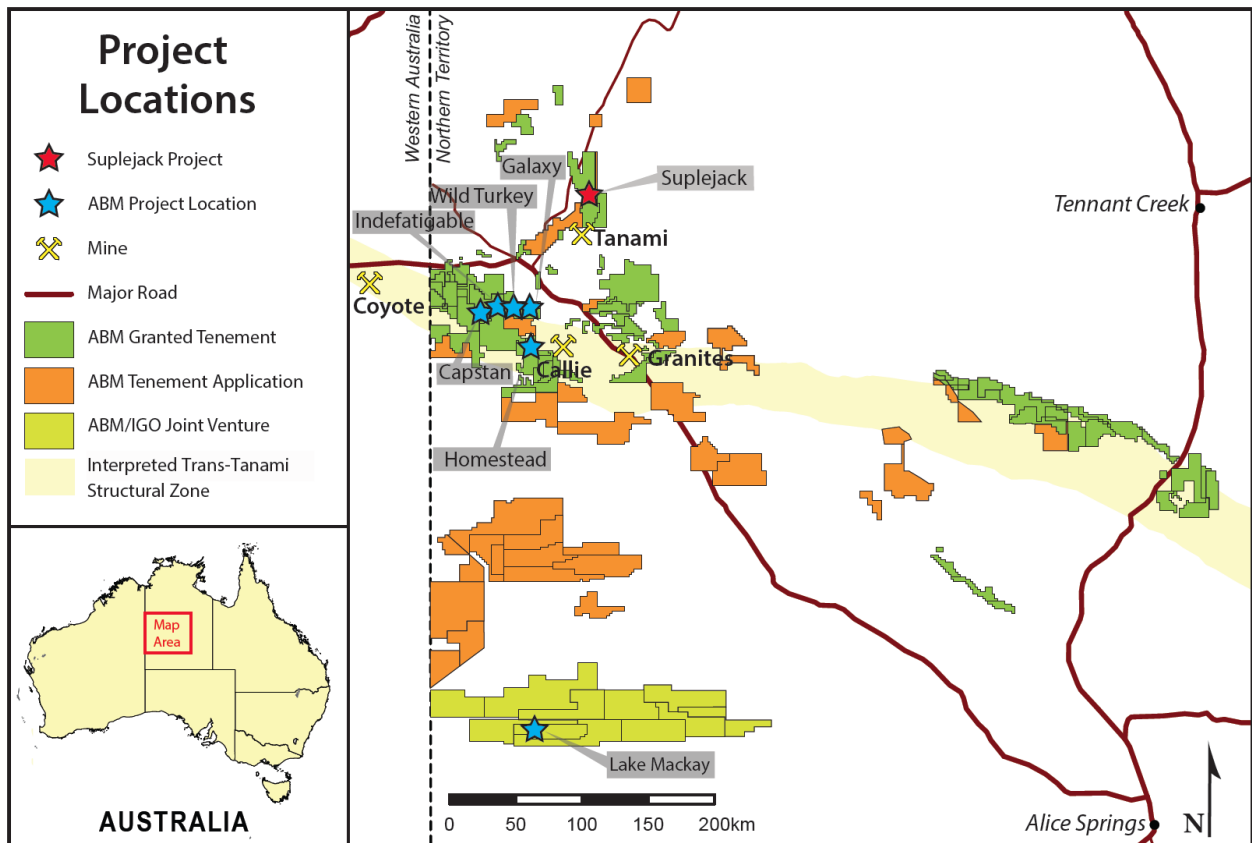 Project
Locations
Suplejack Project
ABM Project Location
Mine
Major Road
ABM Granted Tenement
ABM Tenement Application
ABM/IGO Joint Venture
Interpreted Trans-Tanami
Structural Zone
Map
Area
AUSTRALIA
Western Australia
Northern Territory
Galaxy
Suplejack
Wild Turkey
Indefatigable
Tennant Creek
Tanami
Coyote
Capstan
Callie
Granites
Homestead
Lake Mackay
0 50 100 150 200km
Alice Springs
N